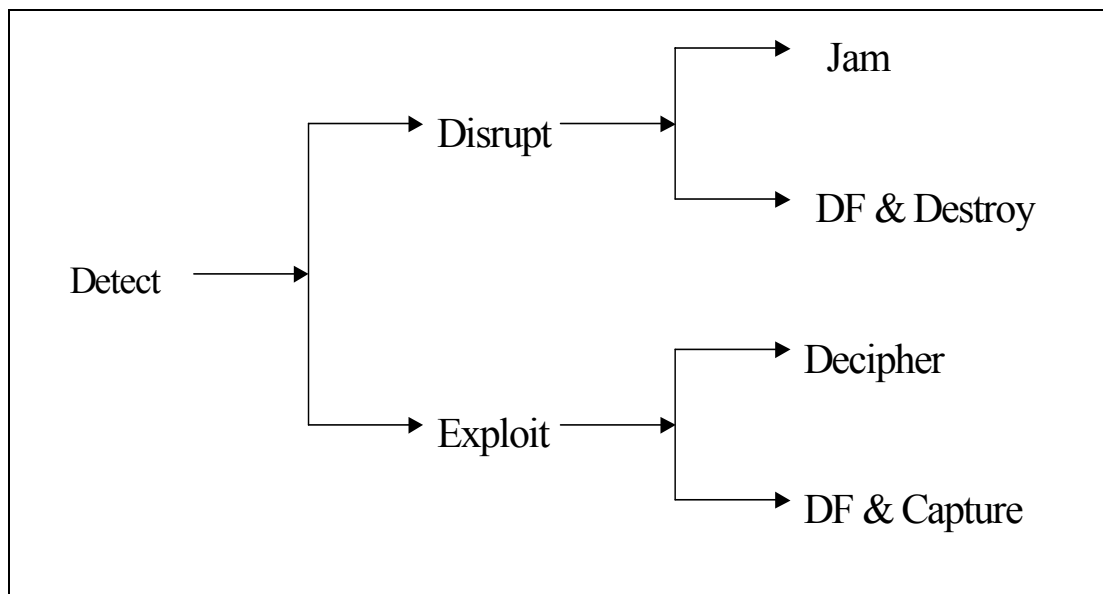 Jam
Disrupt
DF & Destroy
Detect
Decipher
Exploit
DF & Capture